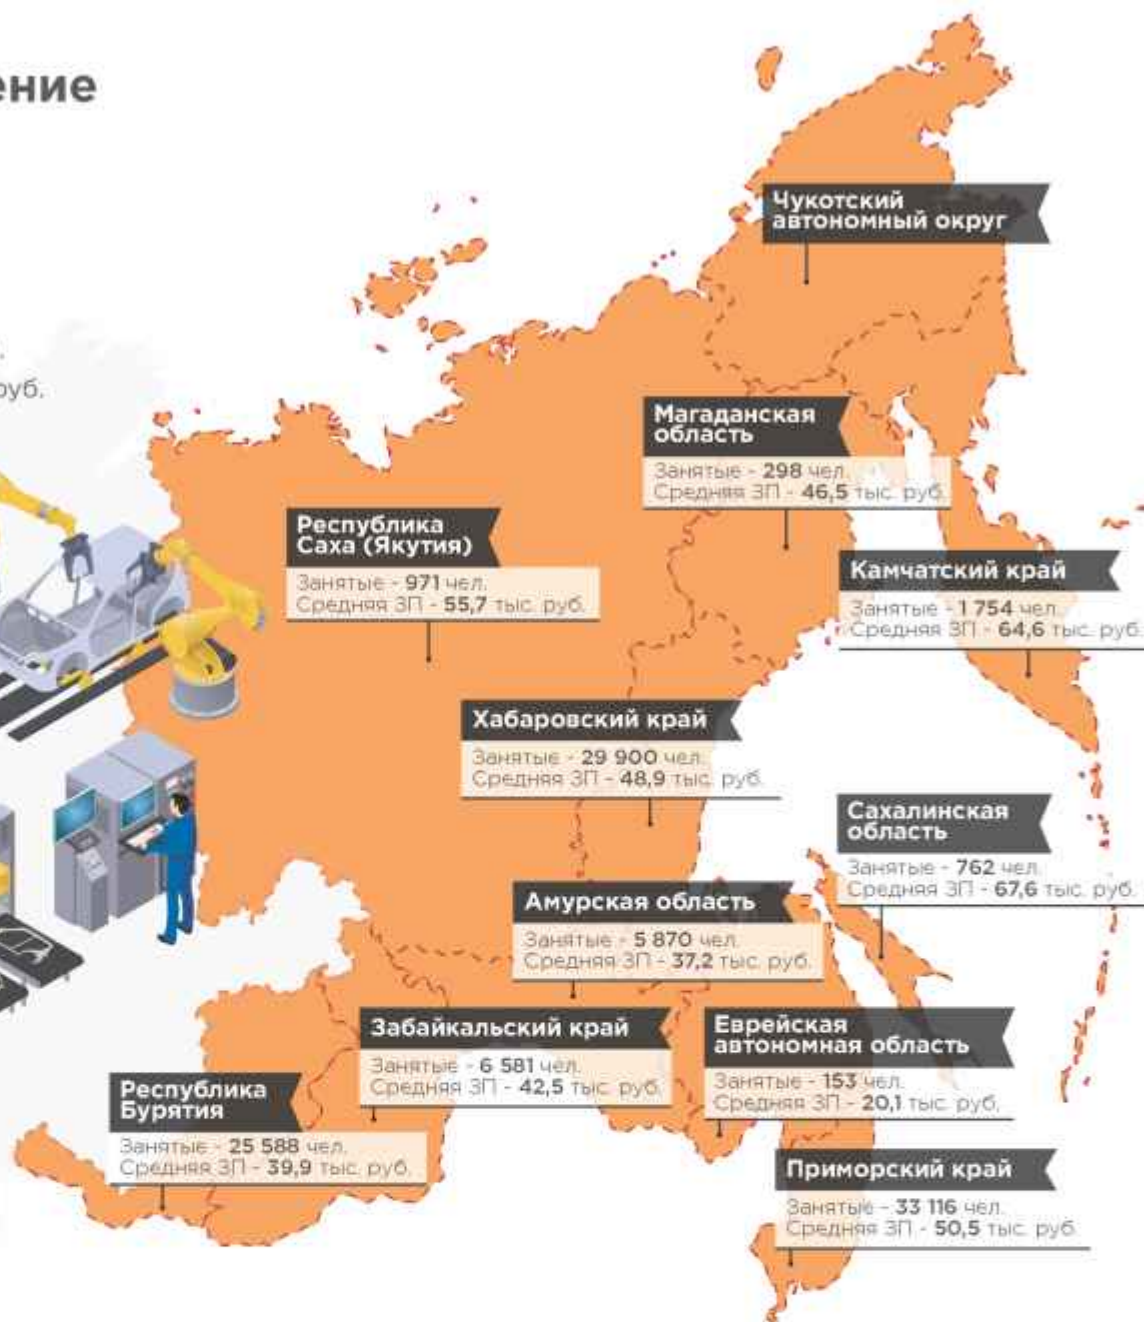 ение
руб.
Чукотский
автономный округ
Магаданская
область
Занятые - 298 чел.
Средняя ЗП - 46,5 тыс. руб.
Республика
Саха (Якутия)
Занятые - 971 чел.
Средняя ЗП - 55,7 тыс. руб.
Камчатский край
Занятые - 1 754 чел.
Средняя ЗП - 64,6 тыс. руб.
Хабаровский край
Занятые - 29 900 чел.
Средняя ЗП - 48,9 тыс. руб.
Сахалинская
область
Занятые - 762 чел.
Средняя ЗП - 67,6 тыс. руб.
Амурская область
Занятые - 5 870 чел.
Средняя ЗП - 37,2 тыс. руб.
Забайкальский край
Занятые - 6 581 чел.
Средняя ЗП - 42,5 тыс. руб.
Еврейская
автономная область
Занятые - 153 чел.
Средняя ЗП - 20,1 тыс. руб.
Республика
Бурятия
Занятые - 25 588 чел.
Средняя ЗП - 39,9 тыс. руб.
Приморский край
Занятые - 33 116 чел.
Средняя ЗП - 50,5 тыс. руб.